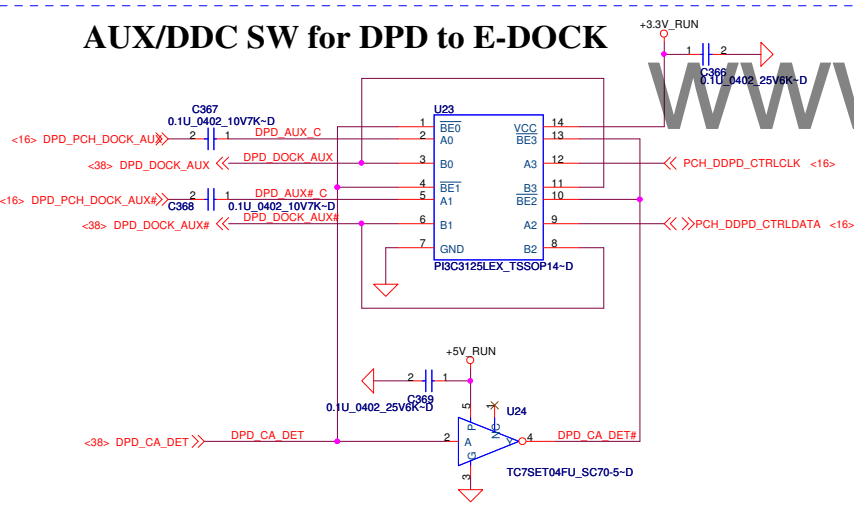 AUX/DDC SW for DPD to E-DOCK
+3.3V_RUN
1 2
C366
0.1U_0402_25V6K~D
WWW
C367
0.1U_0402_10V7K~D
<16> DPD_PCH_DOCK_AUX 2 1 DPD_AUX_C
<38> DPD_DOCK_AUX DPD_DOCK_AUX
<16> DPD_PCH_DOCK_AUX# 2 1 DPD_AUX#_C
C368 0.1U_0402_10V7K~D
<38> DPD_DOCK_AUX# DPD_DOCK_AUX#
U23
1 BE0 VCC 14
2 A0 BE3 13
3 B0 A3 12
4 BE1 B3 11
5 A1 BE2 10
6 B1 A2 9
7 GND B2 8
PI3C3125LEX_TSSOP14~D
PCH_DDPD_CTRLCLK <16>
PCH_DDPD_CTRLDATA <16>
+5V_RUN
2 1
C369
0.1U_0402_25V6K~D
U24
5 1
P NC
<38> DPD_CA_DET DPD_CA_DET 2 A Y 4 DPD_CA_DET#
G
3
TC7SET04FU_SC70-5~D